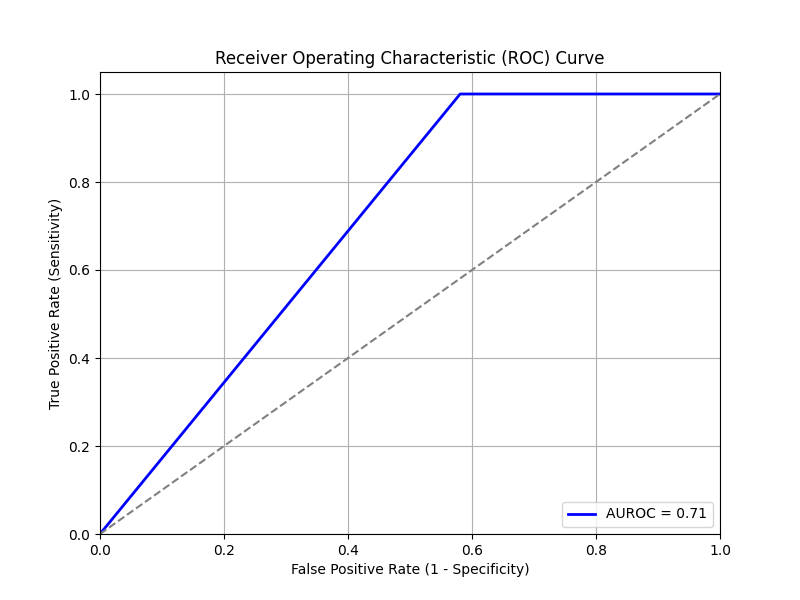 Receiver Operating Characteristic (ROC) Curve
True Positive Rate (Sensitivity)
1.0
0.8
0.6
0.4
0.2
0.0
AUROC = 0.71
0.0 0.2 0.4 0.6 0.8 1.0
False Positive Rate (1 - Specificity)